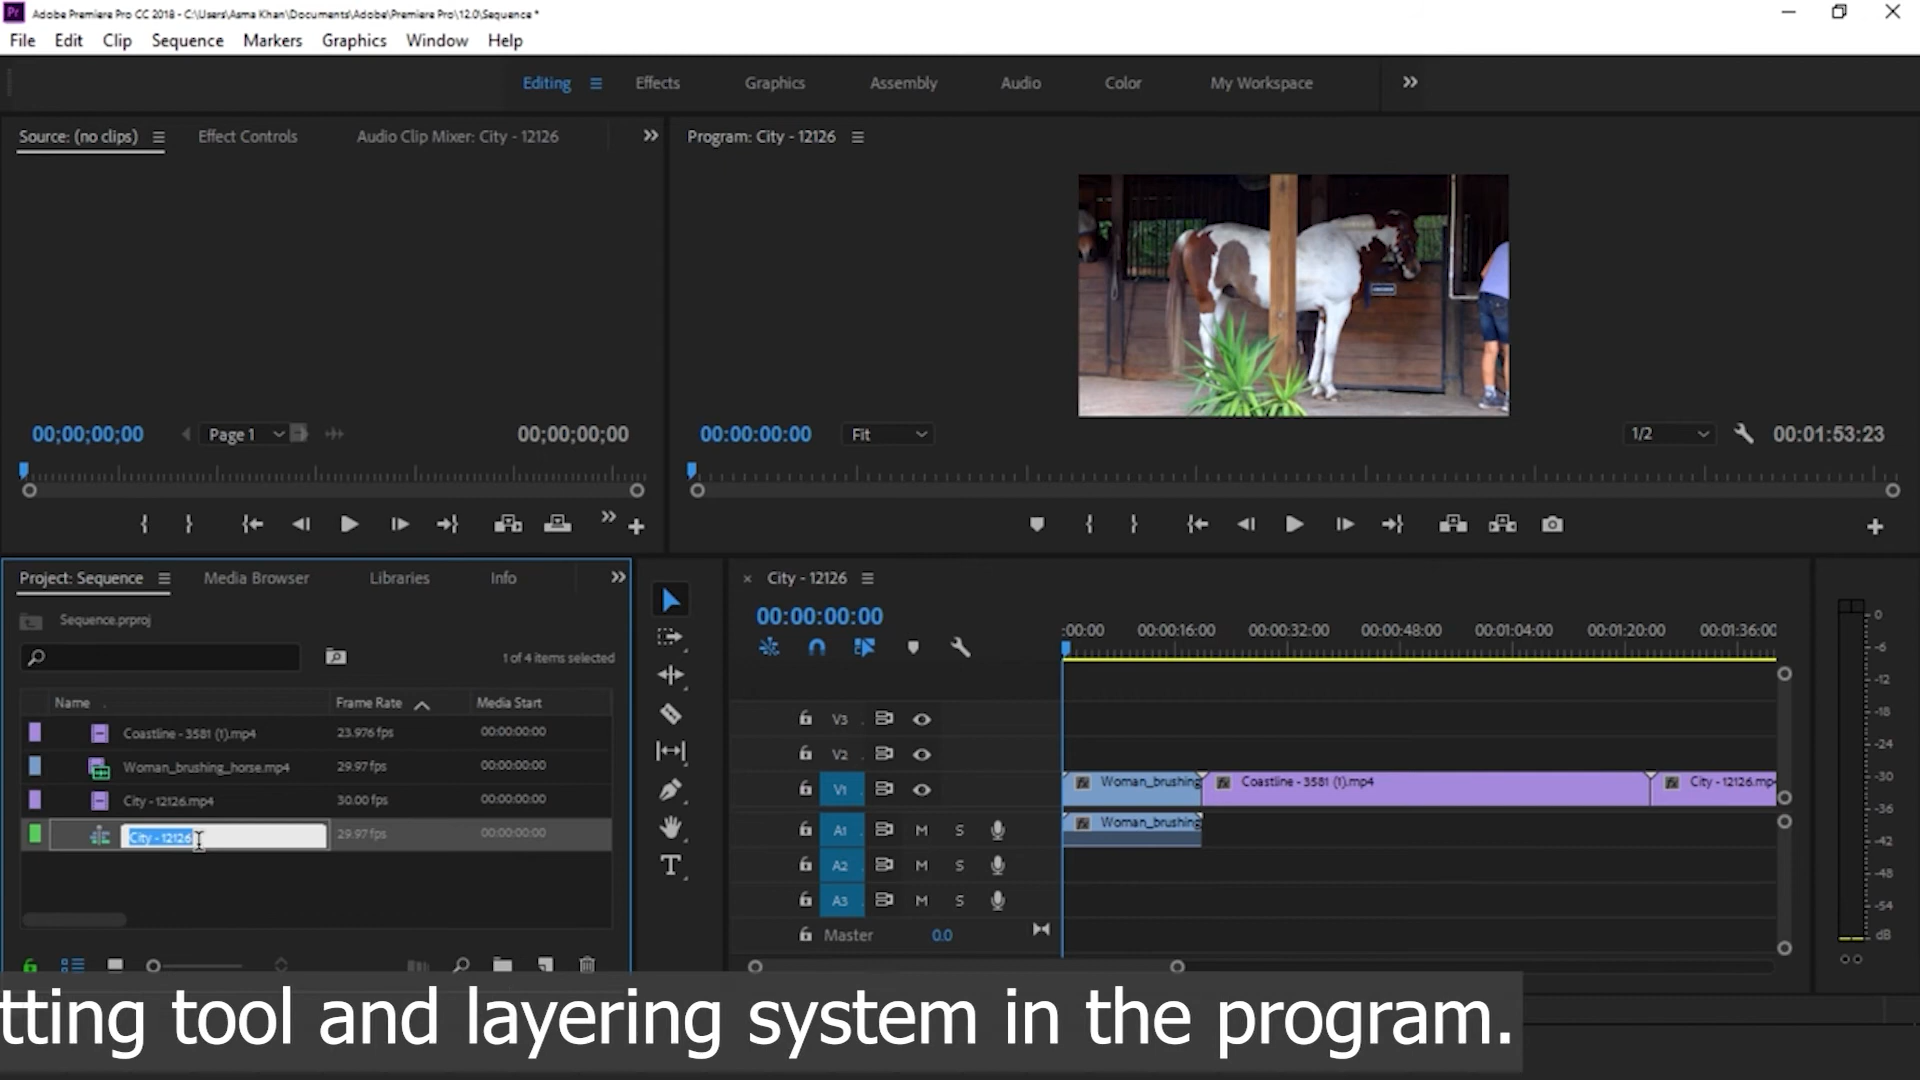 Pr Adobe Premiere Pro CC 2018 - C:\Users\Asma Khan\Documents\Adobe\Premiere Pro\12.0\Sequence *
File Edit Clip Sequence Markers Graphics Window Help
Editing Effects Graphics Assembly Audio Color My Workspace
Source: (no clips) Effect Controls Audio Clip Mixer: City - 12126
Program: City - 12126
00;00;00;00 Page 1 00;00;00;00
00:00:00:00 Fit 1/2 00:01:53:23
Project: Sequence Media Browser Libraries Info
Sequence.prproj
1 of 4 items selected
Name Frame Rate Media Start
Coastline - 3581 (1).mp4 23.976 fps 00:00:00:00
Woman_brushing_horse.mp4 29.97 fps 00:00:00:00
City - 12126.mp4 30.00 fps 00:00:00:00
City - 12126 29.97 fps 00:00:00:00
T
City - 12126
00:00:00:00
:00:00 00:00:16:00 00:00:32:00 00:00:48:00 00:01:04:00 00:01:20:00 00:01:36:00
V3
V2
V1 fx Woman_brushing fx Coastline - 3581 (1).mp4 fx City - 12126.mp
A1 M S fx Woman_brushing
A2 M S
A3 M S
Master 0.0
0
-6
-12
-18
-24
-30
-36
-42
-48
-54
dB
tting tool and layering system in the program.